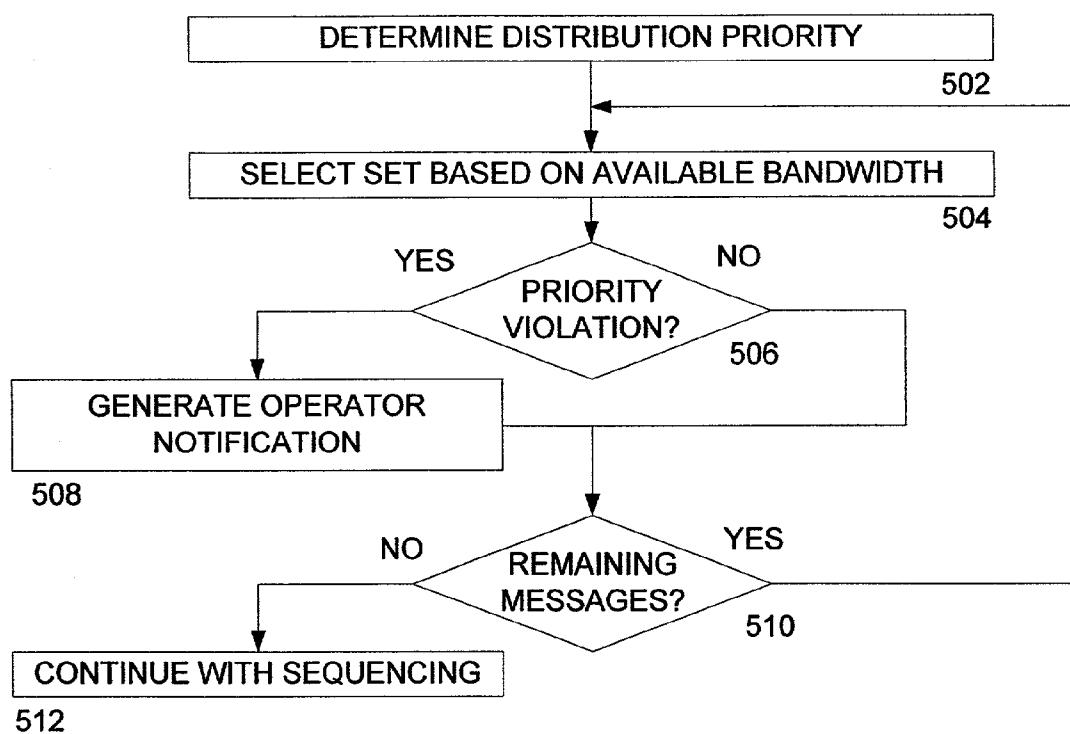 DETERMINE DISTRIBUTION PRIORITY
502
SELECT SET BASED ON AVAILABLE BANDWIDTH
504
YES
NO
PRIORITY
VIOLATION?
506
GENERATE OPERATOR
NOTIFICATION
508
NO
YES
REMAINING
MESSAGES?
510
CONTINUE WITH SEQUENCING
512